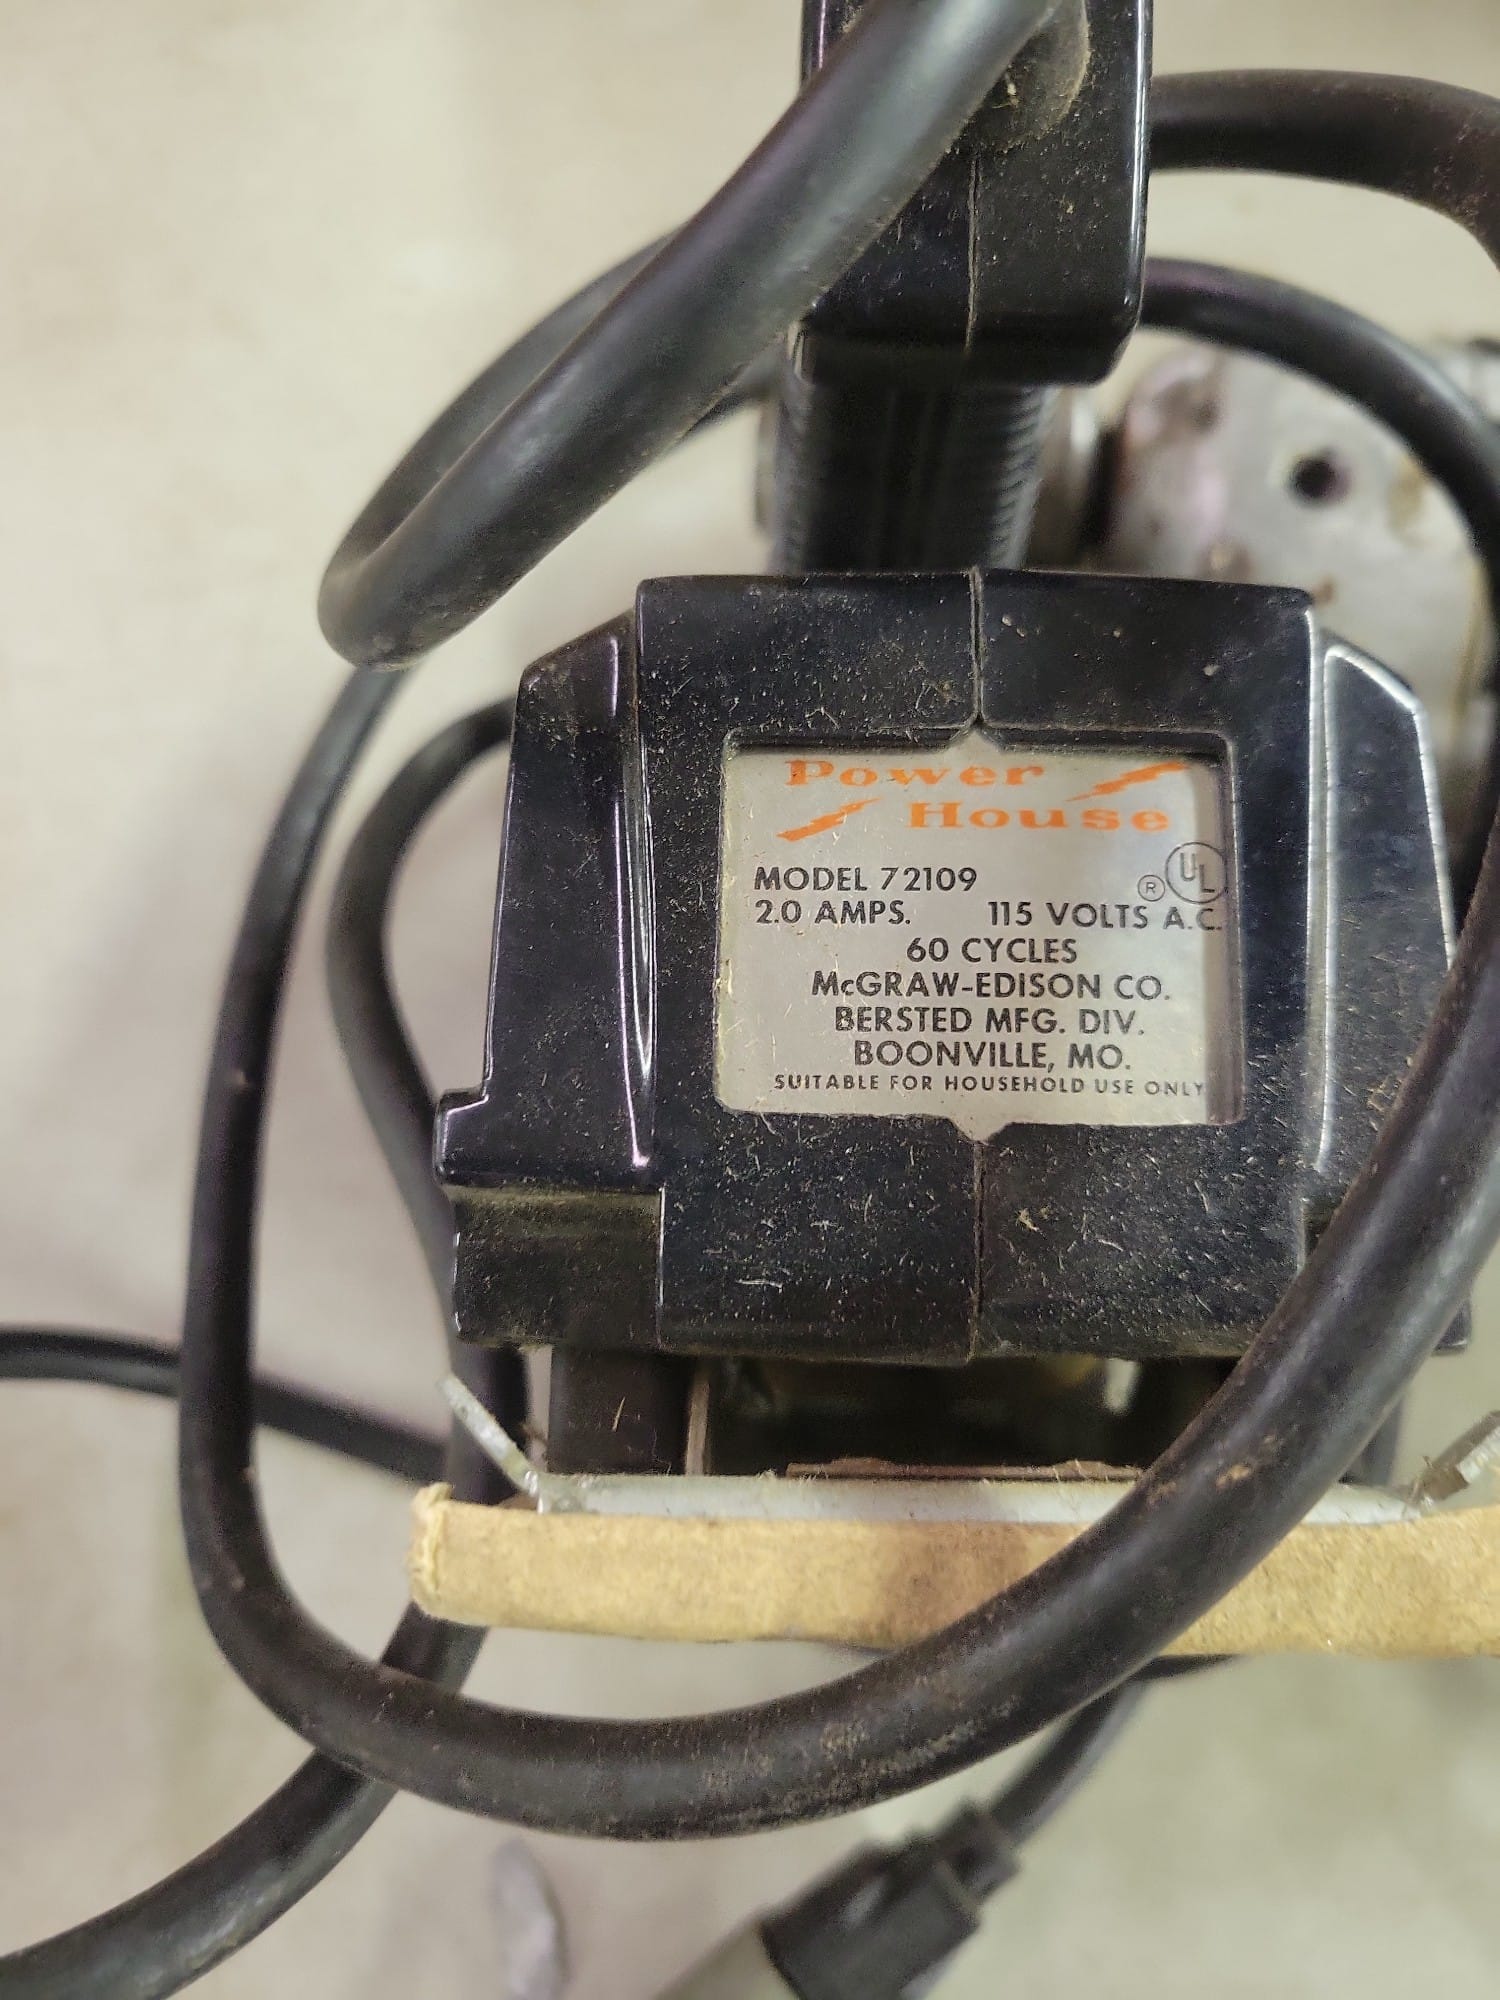 Power
House
MODEL 72109 ® UL
2.0 AMPS. 115 VOLTS A.C.
60 CYCLES
McGRAW-EDISON CO.
BERSTED MFG. DIV.
BOONVILLE, MO.
SUITABLE FOR HOUSEHOLD USE ONLY